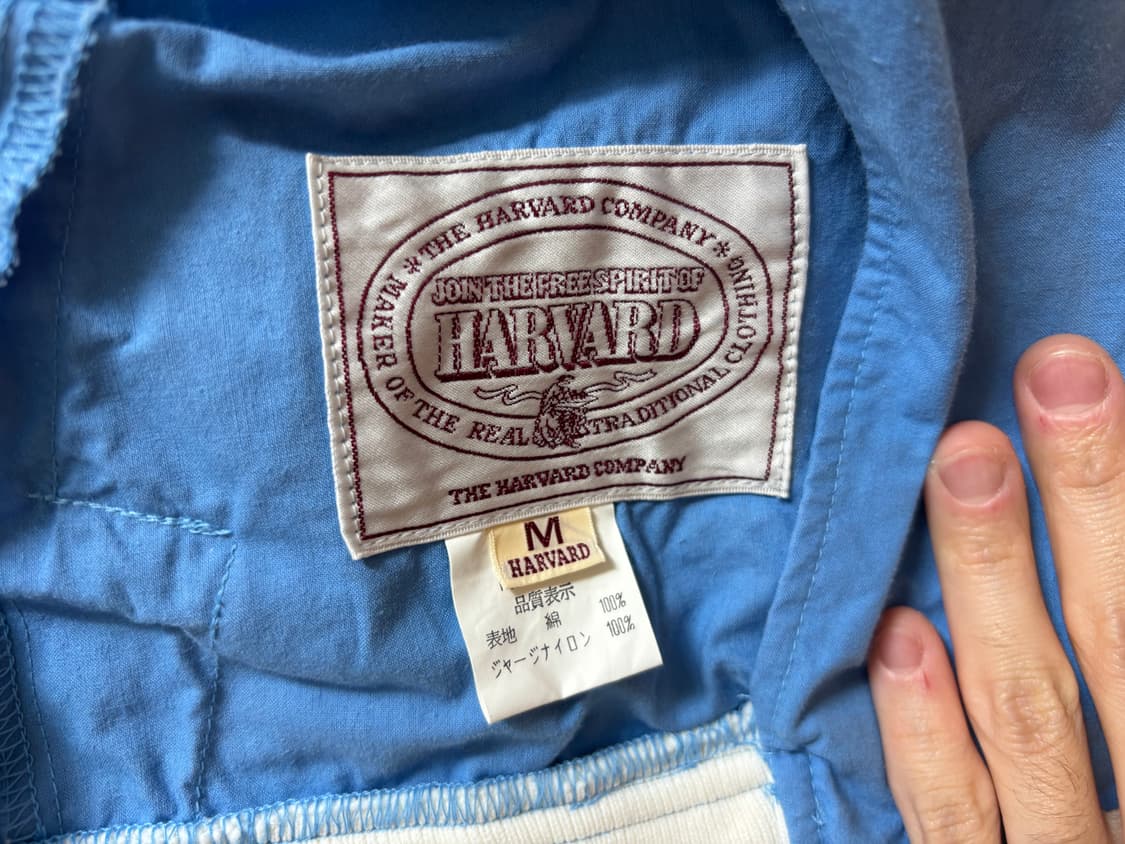 * THE HARVARD COMPANY *
JOIN THE FREE SPIRIT OF
HARVARD
MAKER OF THE REAL TRADITIONAL CLOTHING
THE HARVARD COMPANY
M
HARVARD
品質表示
表地 綿 100%
ジャージナイロン 100%